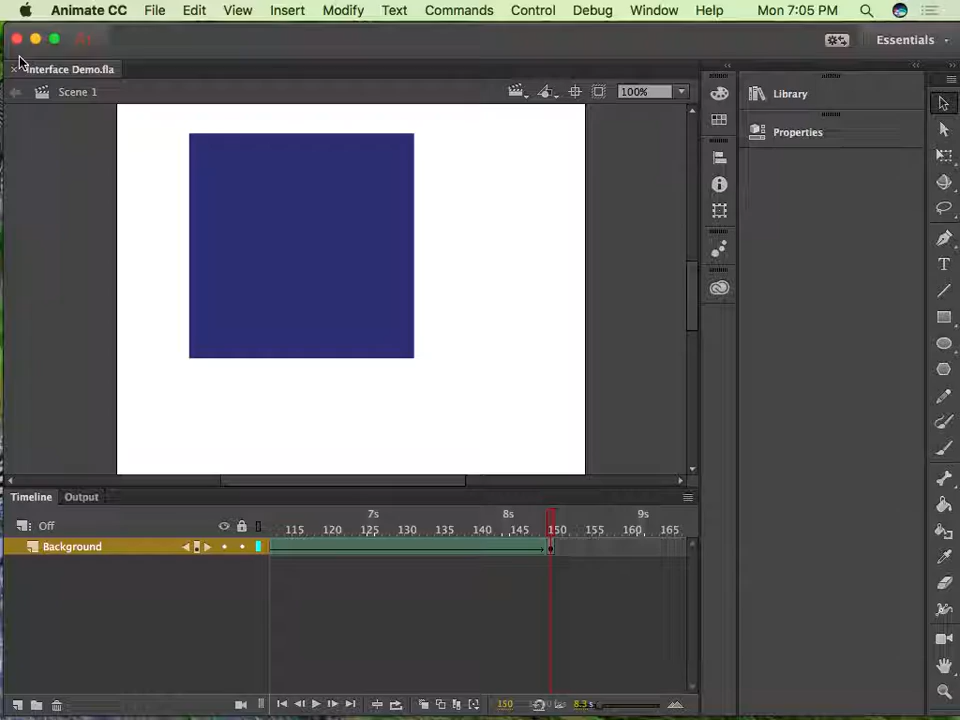 Animate CC File Edit View Insert Modify Text Commands Control Debug Window Help Mon 7:05 PM
Essentials
Interface Demo.fla
Scene 1 100%
Library
Properties
Timeline Output
7s 8s 9s
Off 115 120 125 130 135 140 145 150 155 160 165
Background
150 8.3s